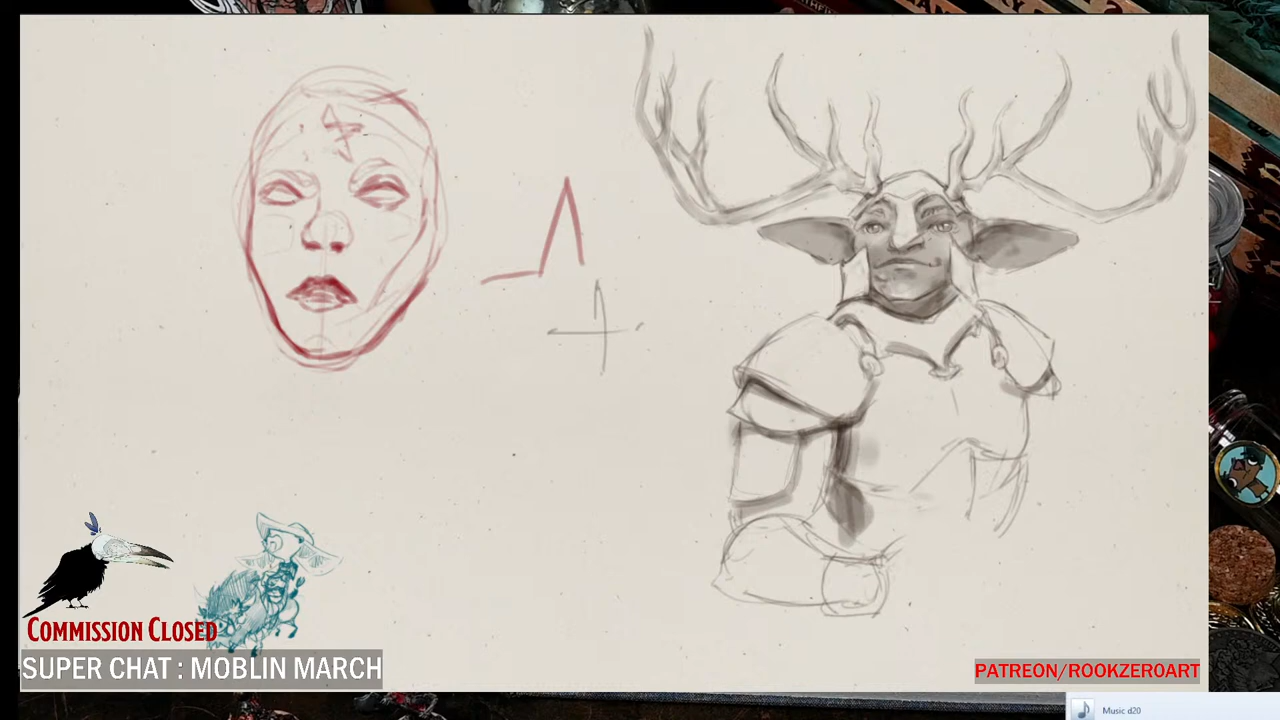 COMMISSION CLOSED
SUPER CHAT : MOBLIN MARCH
PATREON/ROOKZEROART
Music d20